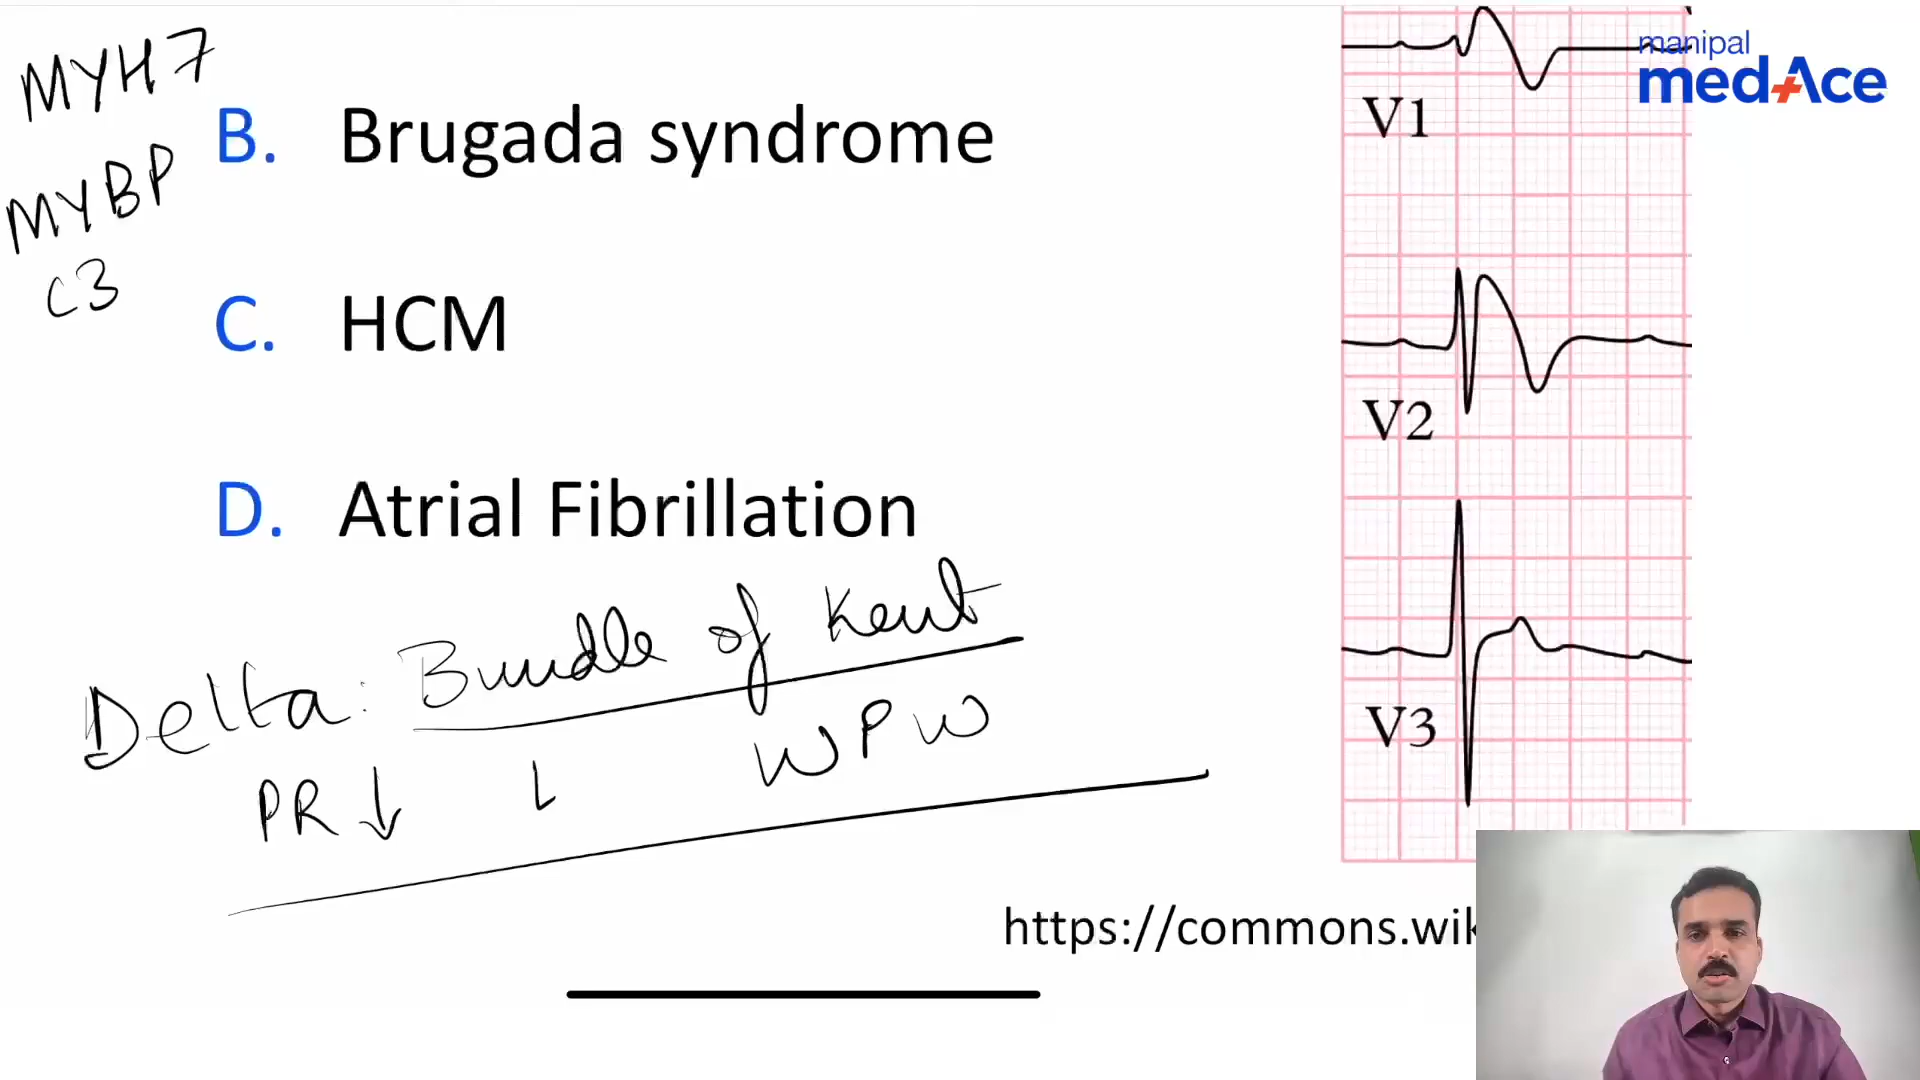 MYH7
MYBP
C3
B. Brugada syndrome
C. HCM
D. Atrial Fibrillation
Delta: Bundle of Kent
PR ↓ WPW
V1
V2
V3
manipal
medAce
https://commons.wik